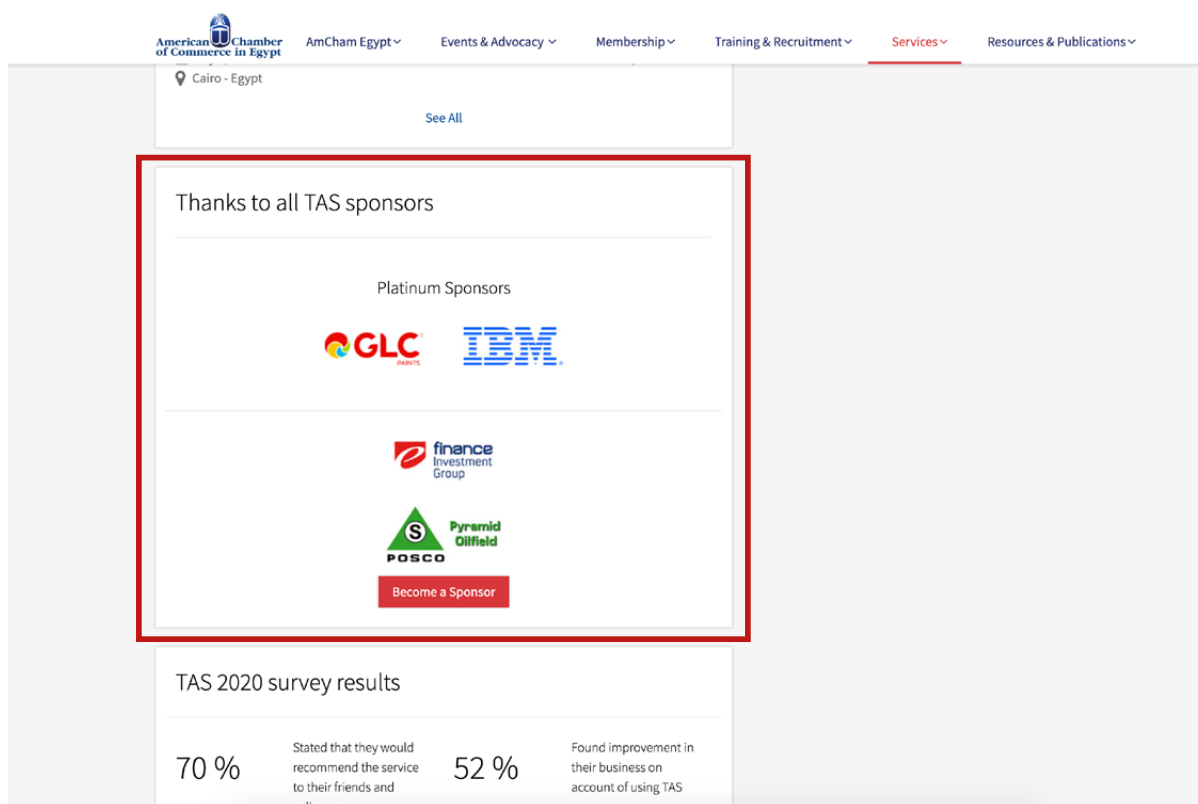 American Chamber
of Commerce in Egypt
AmCham Egypt
Events & Advocacy
Membership
Training & Recruitment
Services
Resources & Publications
Cairo - Egypt
See All
Thanks to all TAS sponsors
Platinum Sponsors
GLC
PAINTS
IBM
finance
Investment
Group
S
POSCO
Pyramid
Oilfield
Become a Sponsor
TAS 2020 survey results
70 %
Stated that they would
recommend the service
to their friends and
52 %
Found improvement in
their business on
account of using TAS